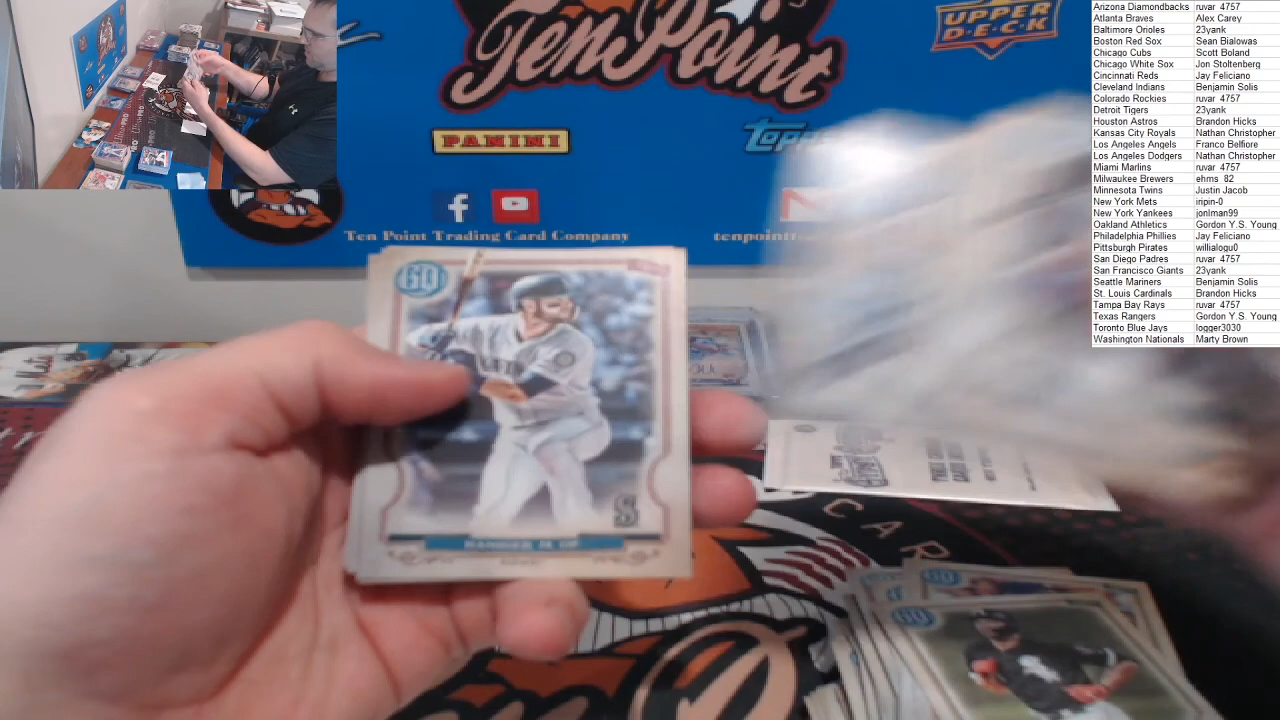 Ten Point
UPPER
D·E·C·K
PANINI
Topps
Ten Point Trading Card Company
GQ
S
HANIGER, M. OF
GQ
GQ
CAR
Arizona Diamondbacks ruvar 4757
Atlanta Braves Alex Carey
Baltimore Orioles 23yank
Boston Red Sox Sean Bialowas
Chicago Cubs Scott Boland
Chicago White Sox Jon Stoltenberg
Cincinnati Reds Jay Feliciano
Cleveland Indians Benjamin Solis
Colorado Rockies ruvar 4757
Detroit Tigers 23yank
Houston Astros Brandon Hicks
Kansas City Royals Nathan Christopher
Los Angeles Angels Franco Belfiore
Los Angeles Dodgers Nathan Christopher
Miami Marlins ruvar 4757
Milwaukee Brewers ehms 82
Minnesota Twins Justin Jacob
New York Mets iripin-0
New York Yankees jonlman99
Oakland Athletics Gordon Y.S. Young
Philadelphia Phillies Jay Feliciano
Pittsburgh Pirates willialogu0
San Diego Padres ruvar 4757
San Francisco Giants 23yank
Seattle Mariners Benjamin Solis
St. Louis Cardinals Brandon Hicks
Tampa Bay Rays ruvar 4757
Texas Rangers Gordon Y.S. Young
Toronto Blue Jays logger3030
Washington Nationals Marty Brown